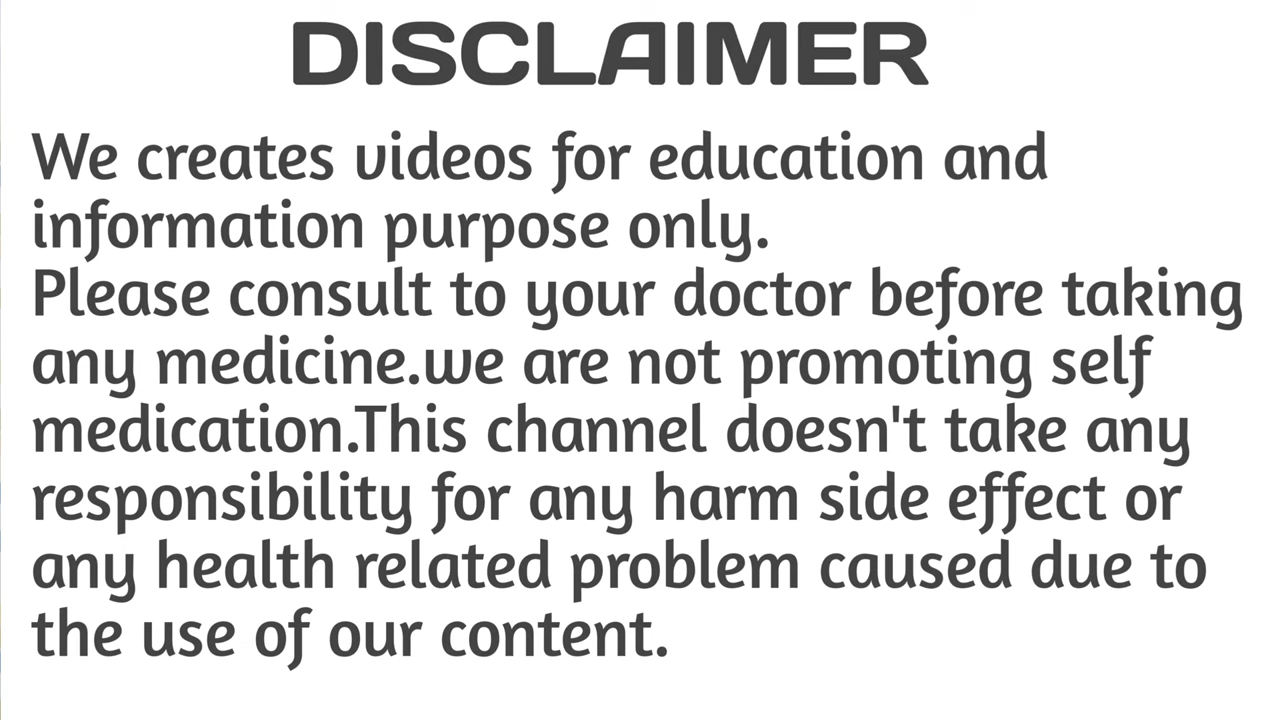 DISCLAIMER
We creates videos for education and
information purpose only.
Please consult to your doctor before taking
any medicine.we are not promoting self
medication.This channel doesn't take any
responsibility for any harm side effect or
any health related problem caused due to
the use of our content.